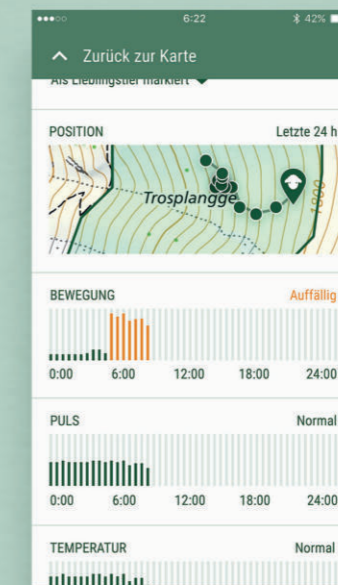 6:22 42%
Zurück zur Karte
Als Lieblingstier markiert
POSITION Letzte 24 h
Trosplangge
1800
BEWEGUNG Auffällig
0:00 6:00 12:00 18:00 24:00
PULS Normal
0:00 6:00 12:00 18:00 24:00
TEMPERATUR Normal